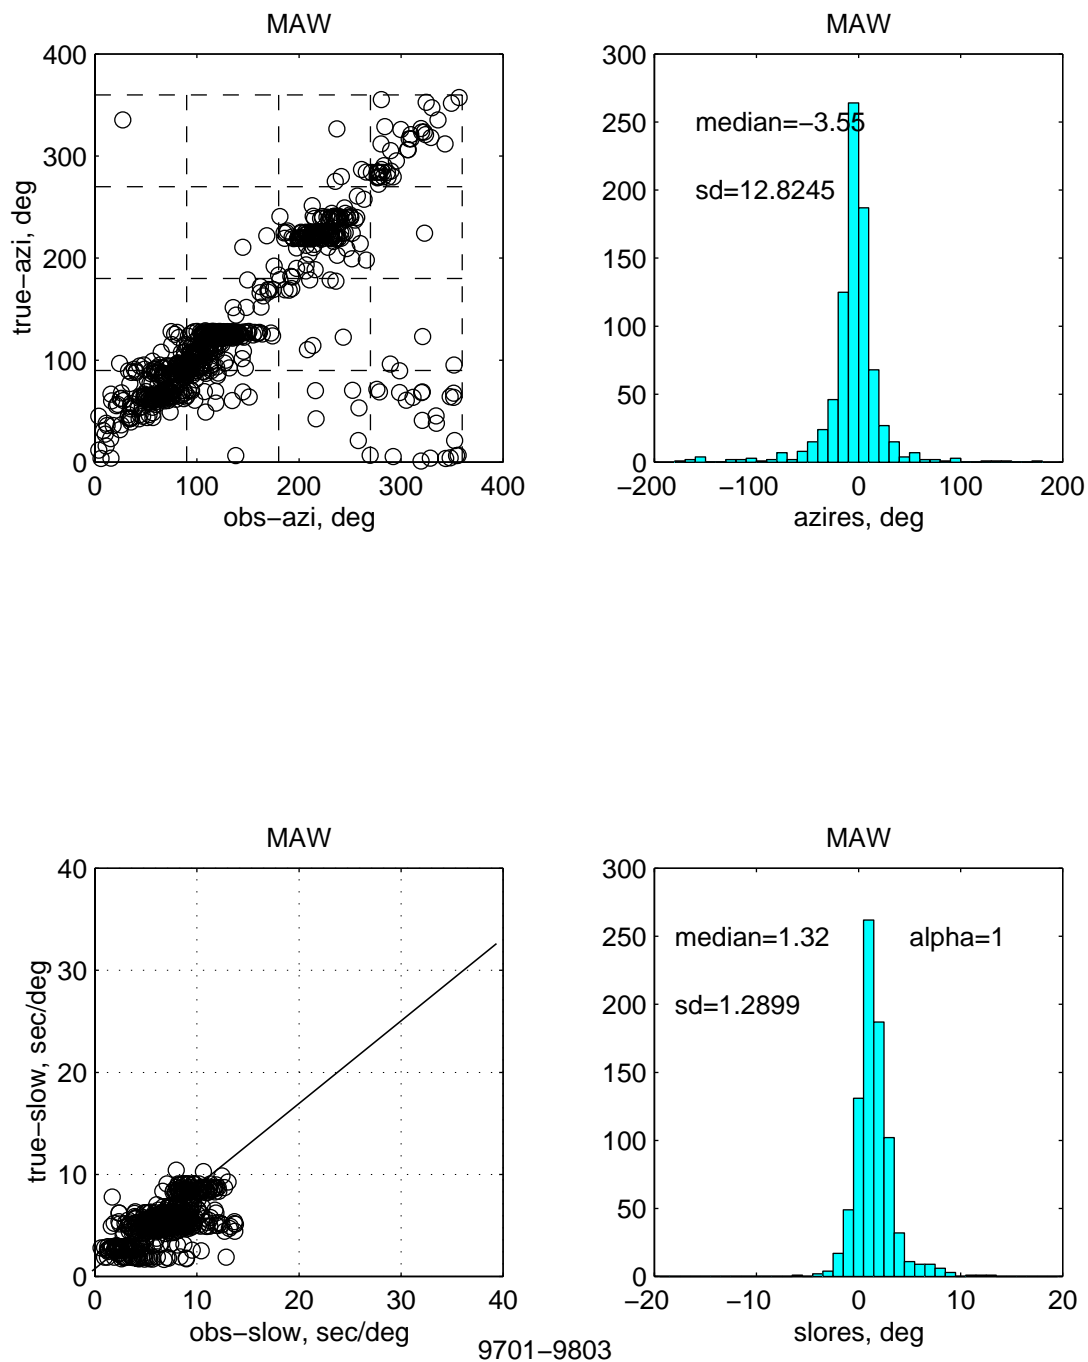 MAW
400
300
200
100
0
true−azi, deg
0 100 200 300 400
obs−azi, deg
MAW
300
250
200
150
100
50
0
median=−3.55
sd=12.8245
−200 −100 0 100 200
azires, deg
MAW
40
30
20
10
0
true−slow, sec/deg
0 10 20 30 40
obs−slow, sec/deg
MAW
300
250
200
150
100
50
0
median=1.32 alpha=1
sd=1.2899
−20 −10 0 10 20
slores, deg
9701−9803